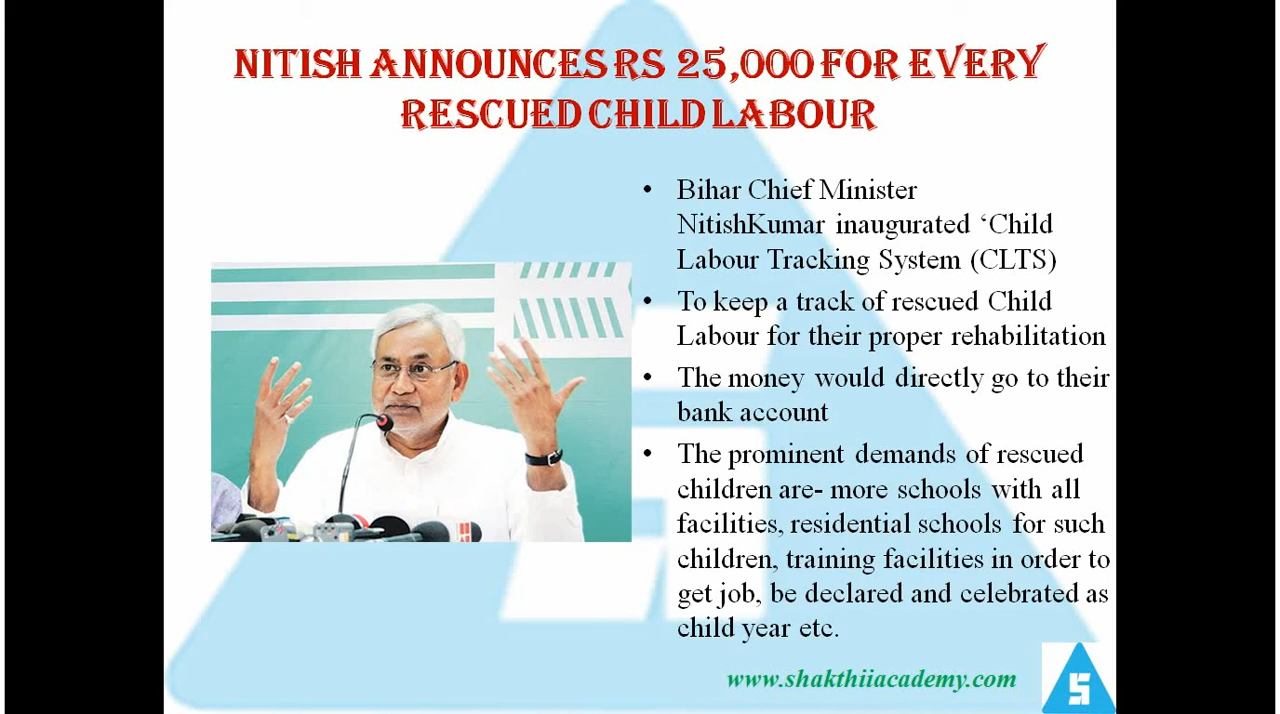 NITISH ANNOUNCES RS 25,000 FOR EVERY
RESCUED CHILD LABOUR
• Bihar Chief Minister
NitishKumar inaugurated ‘Child
Labour Tracking System (CLTS)
• To keep a track of rescued Child
Labour for their proper rehabilitation
• The money would directly go to their
bank account
• The prominent demands of rescued
children are- more schools with all
facilities, residential schools for such
children, training facilities in order to
get job, be declared and celebrated as
child year etc.
www.shakthiiacademy.com